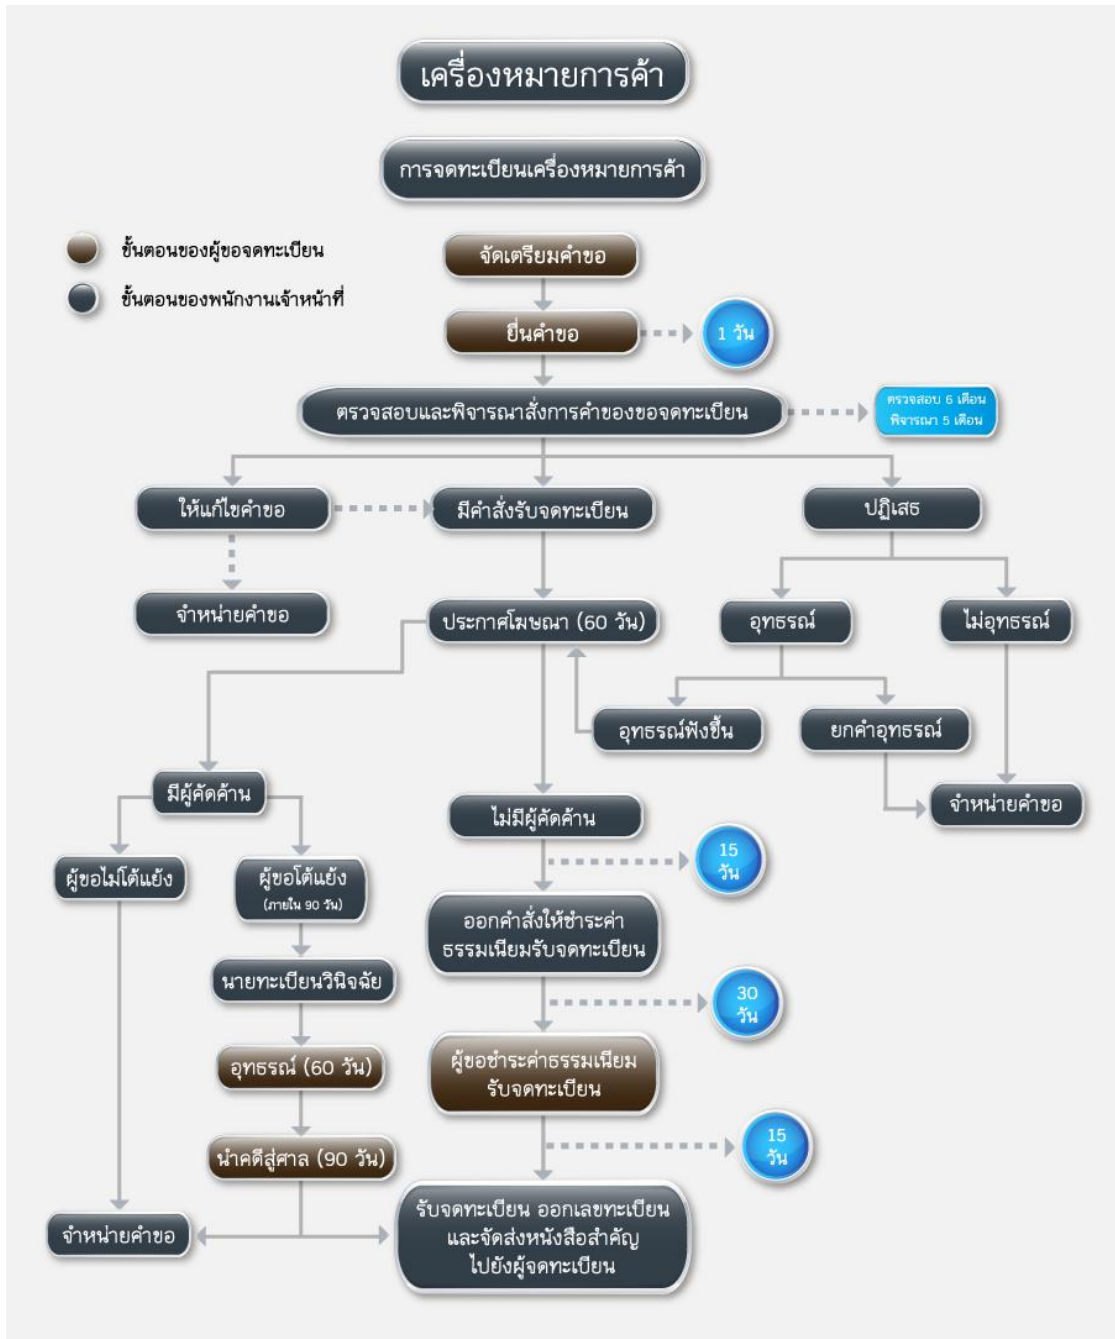 เครื่องหมายการค้า
การจดทะเบียนเครื่องหมายการค้า
ขั้นตอนของผู้ขอจดทะเบียน
ขั้นตอนของพนักงานเจ้าหน้าที่
จัดเตรียมคำขอ
ยื่นคำขอ
1 วัน
ตรวจสอบและพิจารณาสั่งการคำของขอจดทะเบียน
ตรวจสอบ 6 เดือน
พิจารณา 5 เดือน
ให้แก้ไขคำขอ
มีคำสั่งรับจดทะเบียน
ปฏิเสธ
จำหน่ายคำขอ
ประกาศโฆษณา (60 วัน)
อุทธรณ์
ไม่อุทธรณ์
อุทธรณ์ฟังขึ้น
ยกคำอุทธรณ์
จำหน่ายคำขอ
มีผู้คัดค้าน
ไม่มีผู้คัดค้าน
ผู้ขอไม่โต้แย้ง
ผู้ขอโต้แย้ง
(ภายใน 90 วัน)
15
วัน
ออกคำสั่งให้ชำระค่า
ธรรมเนียมรับจดทะเบียน
นายทะเบียนวินิจฉัย
30
วัน
อุทธรณ์ (60 วัน)
ผู้ขอชำระค่าธรรมเนียม
รับจดทะเบียน
นำคดีสู่ศาล (90 วัน)
15
วัน
จำหน่ายคำขอ
รับจดทะเบียน ออกเลขทะเบียน
และจัดส่งหนังสือสำคัญ
ไปยังผู้จดทะเบียน